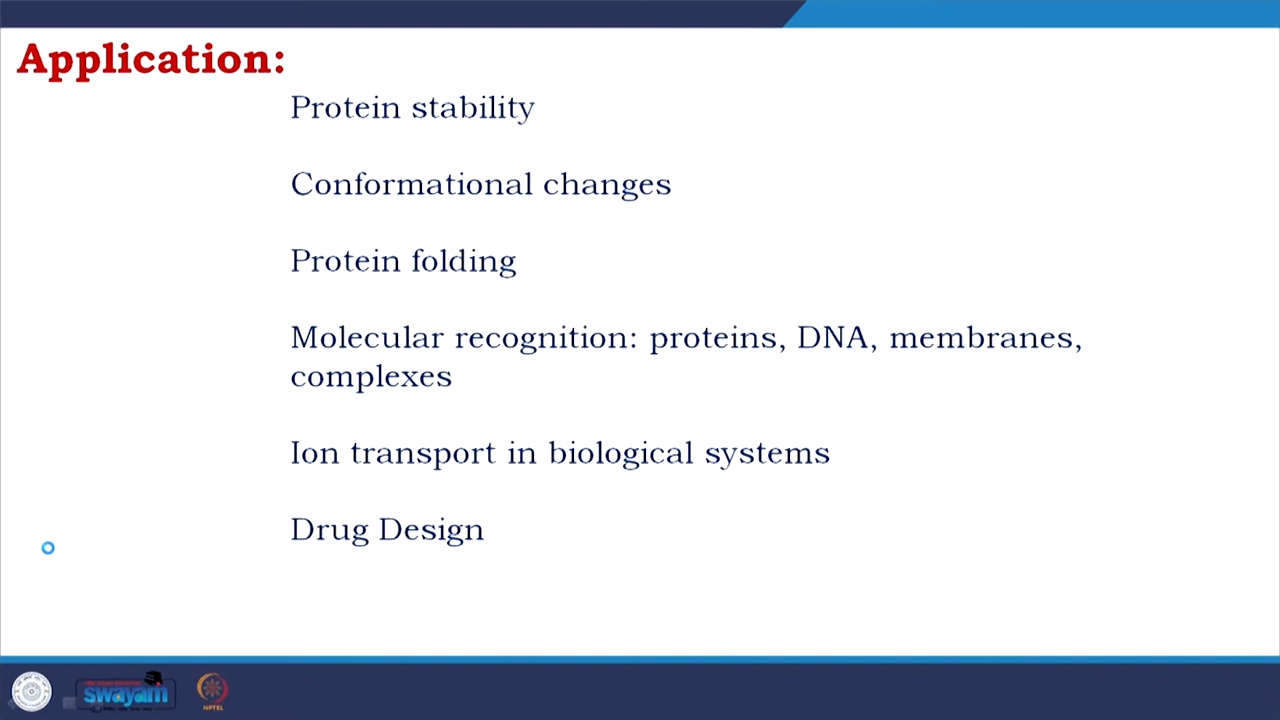 Application:
Protein stability
Conformational changes
Protein folding
Molecular recognition: proteins, DNA, membranes,
complexes
Ion transport in biological systems
Drug Design
swayam
NPTEL